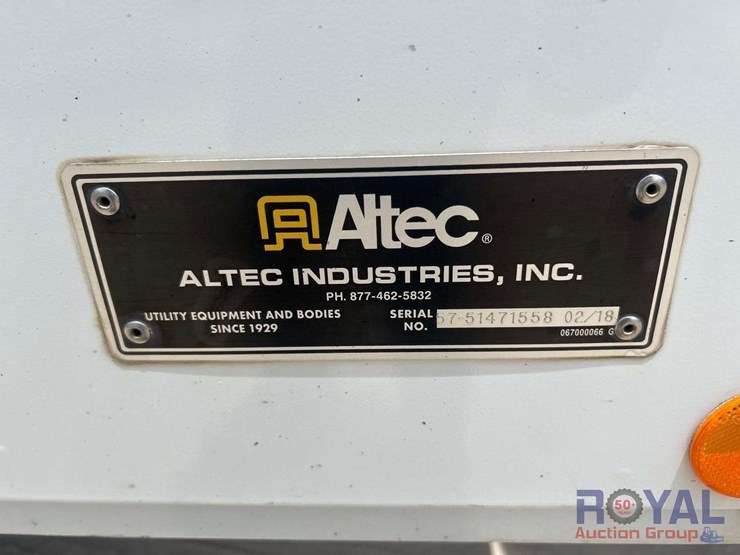 Altec®
ALTEC INDUSTRIES, INC.
PH. 877-462-5832
UTILITY EQUIPMENT AND BODIES
SINCE 1929
SERIAL
NO.
57-51471558 02/18
067000066 G
ROYAL
50+
Auction Group